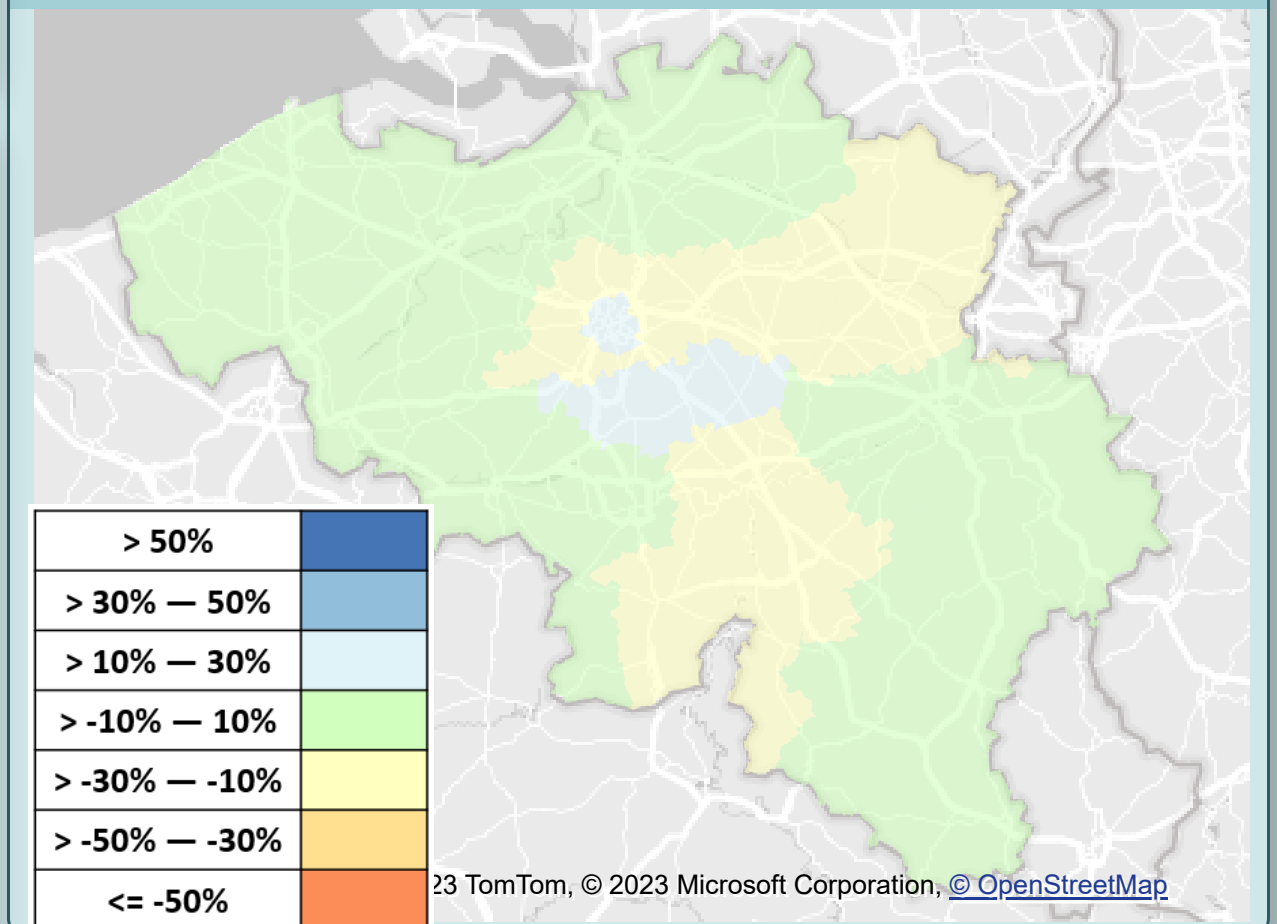 > 50%
> 30% — 50%
> 10% — 30%
> -10% — 10%
> -30% — -10%
> -50% — -30%
<= -50%
23 TomTom, © 2023 Microsoft Corporation, © OpenStreetMap